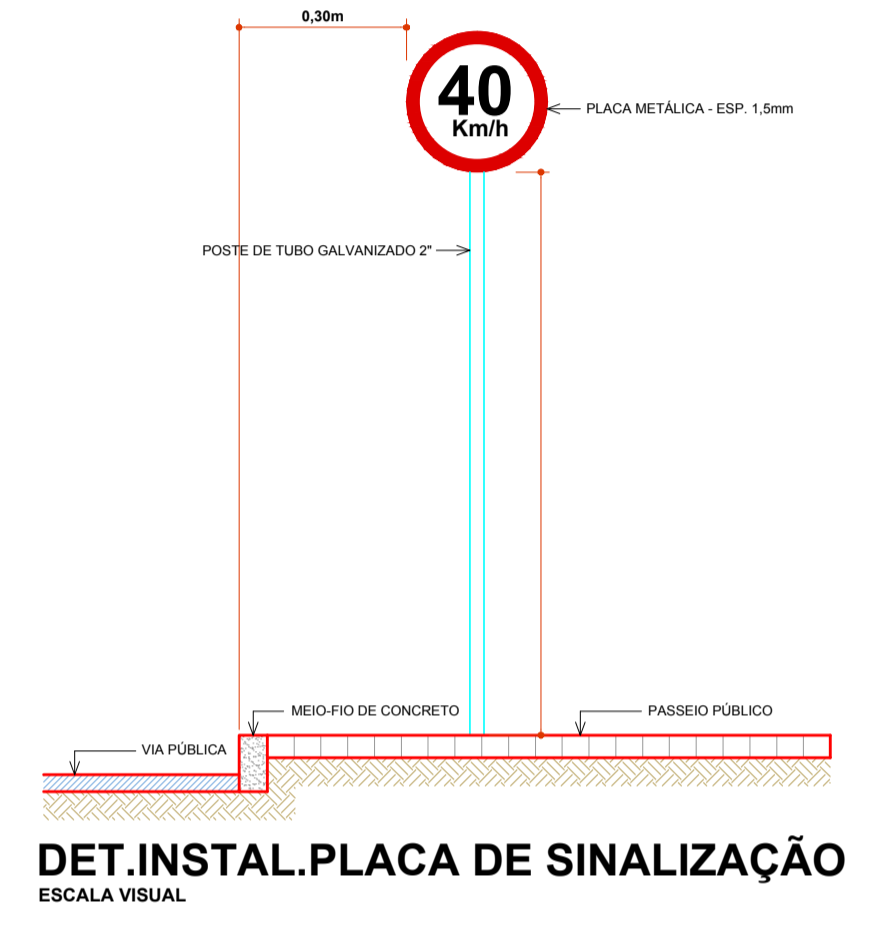 0,30m
40
Km/h
PLACA METÁLICA - ESP. 1,5mm
POSTE DE TUBO GALVANIZADO 2"
MEIO-FIO DE CONCRETO
PASSEIO PÚBLICO
VIA PÚBLICA
DET.INSTAL.PLACA DE SINALIZAÇÃO
ESCALA VISUAL